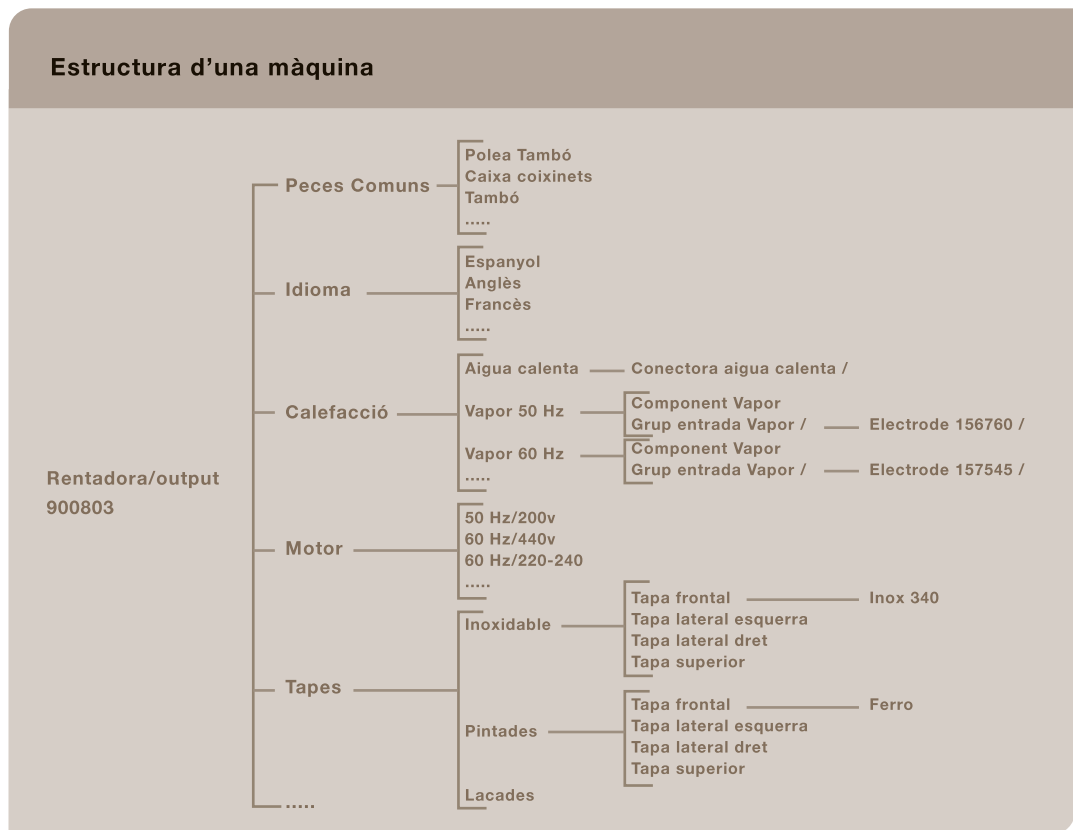 Estructura d’una màquina
Rentadora/output
900803
Peces Comuns
Polea Tambó
Caixa coixinets
Tambó
.....
Idioma
Espanyol
Anglès
Francès
.....
Calefacció
Aigua calenta
Conectora aigua calenta /
Vapor 50 Hz
Component Vapor
Grup entrada Vapor /
Electrode 156760 /
Vapor 60 Hz
Component Vapor
Grup entrada Vapor /
Electrode 157545 /
.....
Motor
50 Hz/200v
60 Hz/440v
60 Hz/220-240
.....
Tapes
Inoxidable
Tapa frontal
Inox 340
Tapa lateral esquerra
Tapa lateral dret
Tapa superior
Pintades
Tapa frontal
Ferro
Tapa lateral esquerra
Tapa lateral dret
Tapa superior
Lacades
.....